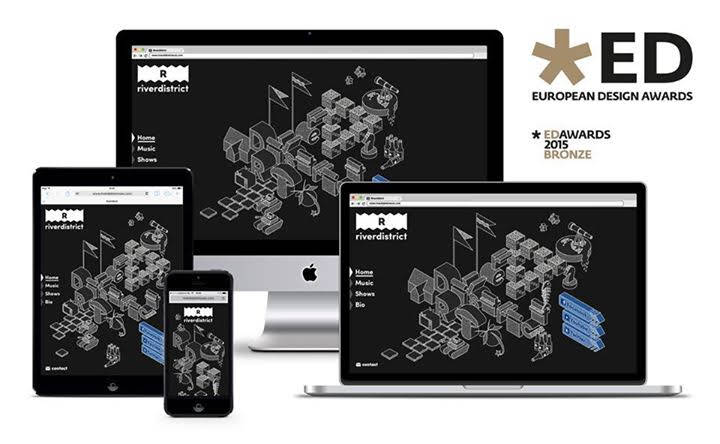 ED
EUROPEAN DESIGN AWARDS
EDAWARDS
2015
BRONZE
R
riverdistrict
Home
Music
Shows
R
riverdistrict
Home
Music
Shows
Bio
contact
riverdistrict
R
riverdistrict
Home
Music
Shows
Bio
contact